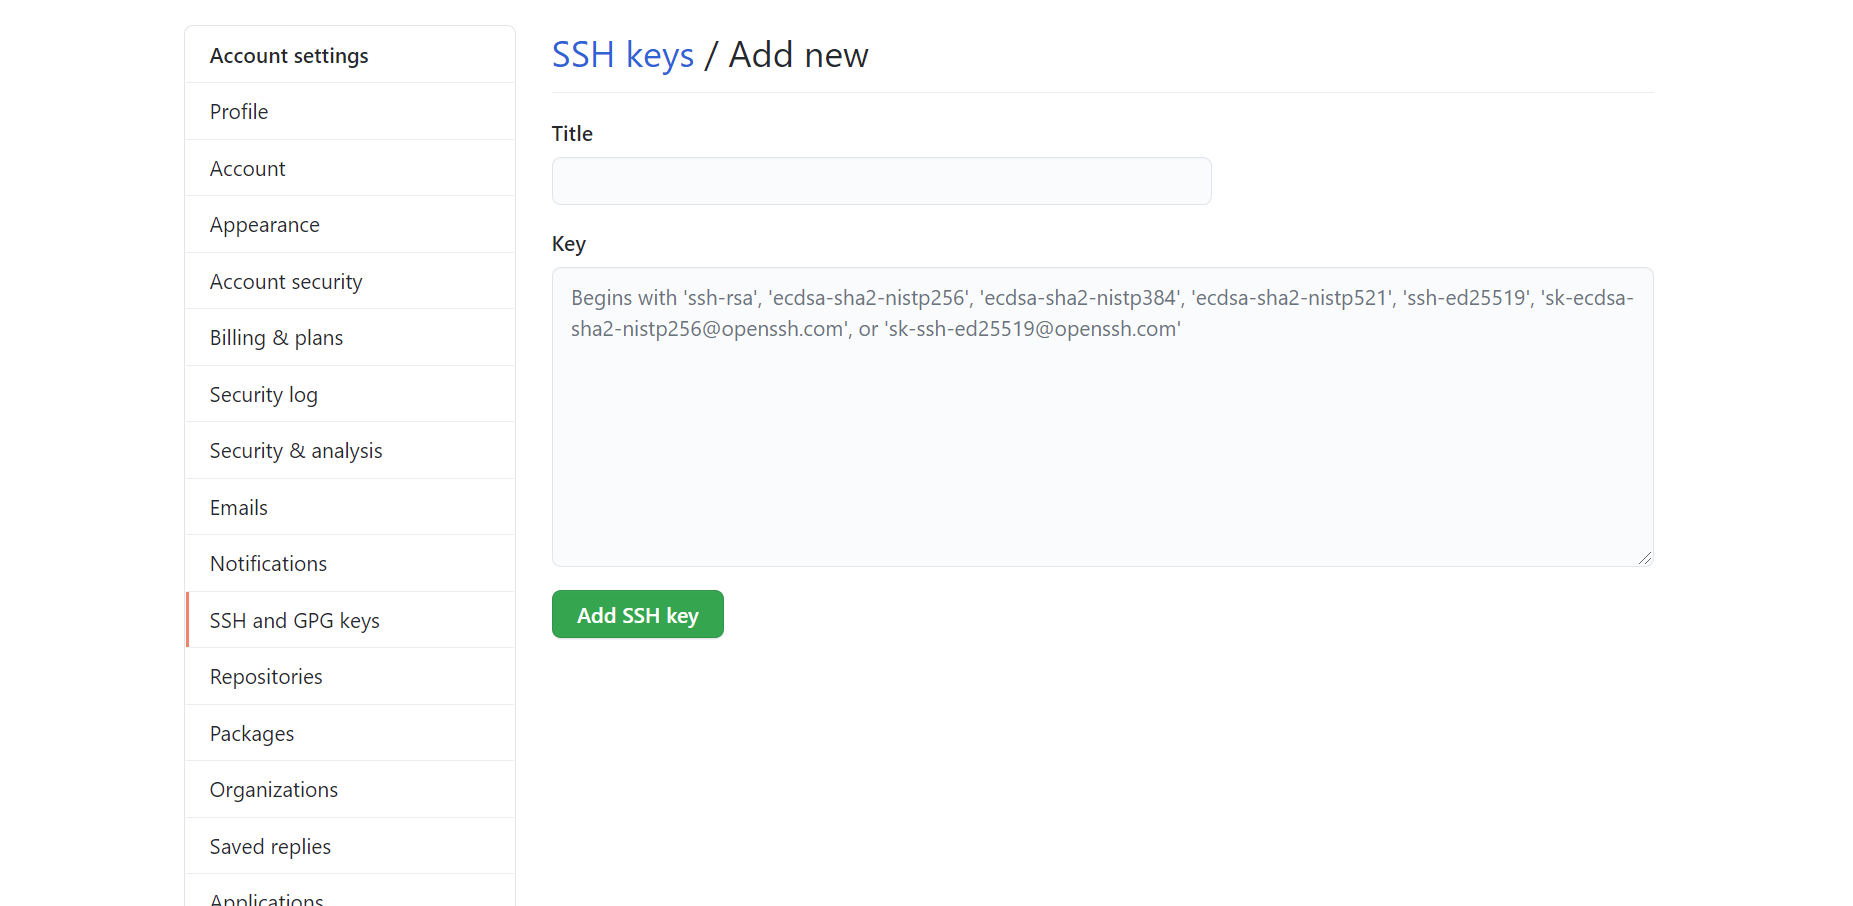 Account settings
Profile
Account
Appearance
Account security
Billing & plans
Security log
Security & analysis
Emails
Notifications
SSH and GPG keys
Repositories
Packages
Organizations
Saved replies
Applications
SSH keys / Add new
Title
Key
Begins with 'ssh-rsa', 'ecdsa-sha2-nistp256', 'ecdsa-sha2-nistp384', 'ecdsa-sha2-nistp521', 'ssh-ed25519', 'sk-ecdsa-
sha2-nistp256@openssh.com', or 'sk-ssh-ed25519@openssh.com'
Add SSH key